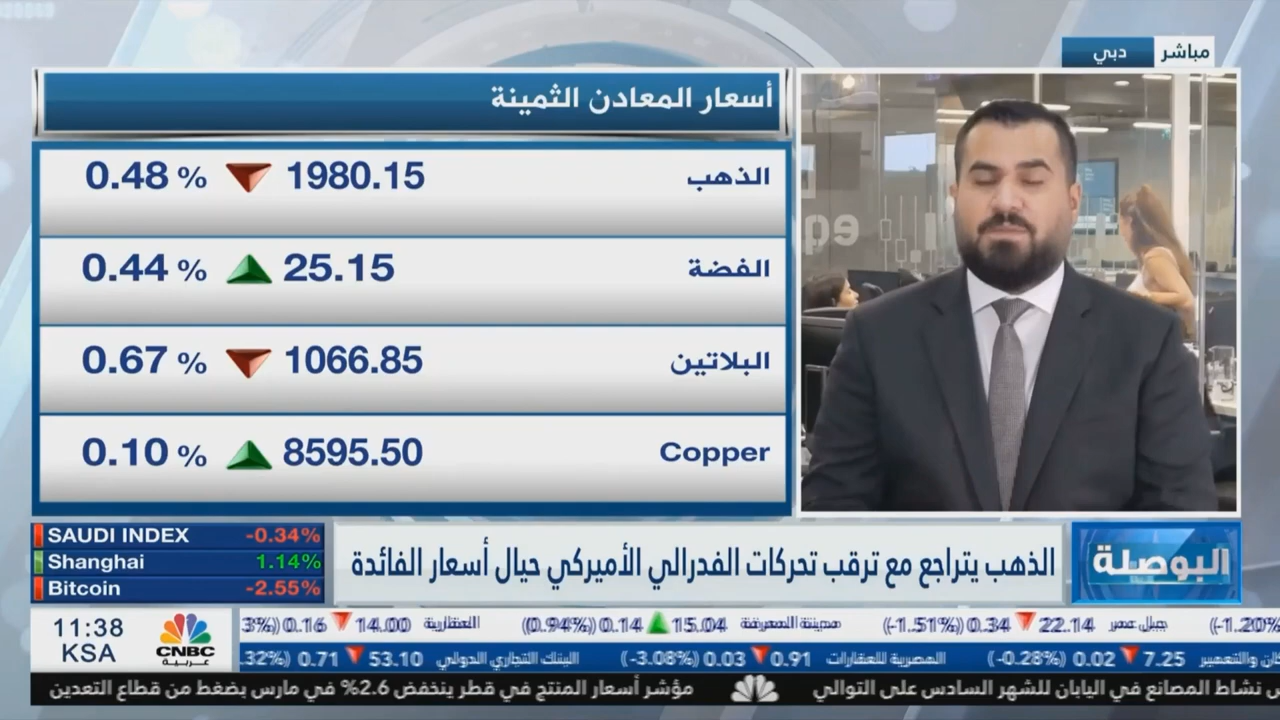 مباشر دبي
أسعار المعادن الثمينة
الذهب 1980.15 0.48 %
الفضة 25.15 0.44 %
البلاتين 1066.85 0.67 %
Copper 8595.50 0.10 %
البوصلة
الذهب يتراجع مع ترقب تحركات الفدرالي الأميركي حيال أسعار الفائدة
SAUDI INDEX -0.34%
Shanghai 1.14%
Bitcoin -2.55%
11:38
KSA
CNBC
عربية
(-1.20% جبل عمر 22.14 0.34 (-1.51%) مدينة المعرفة 15.04 0.14 (0.94%) العقارية 14.00 0.16
والتعمير 7.25 0.02 (-0.28%) المصرية للعقارات 0.91 0.03 (-3.08%) البنك التجاري الدولي 53.10 0.71
نشاط المصانع في اليابان للشهر السادس على التوالي
مؤشر أسعار المنتج في قطر ينخفض 2.6% في مارس بضغط من قطاع التعدين